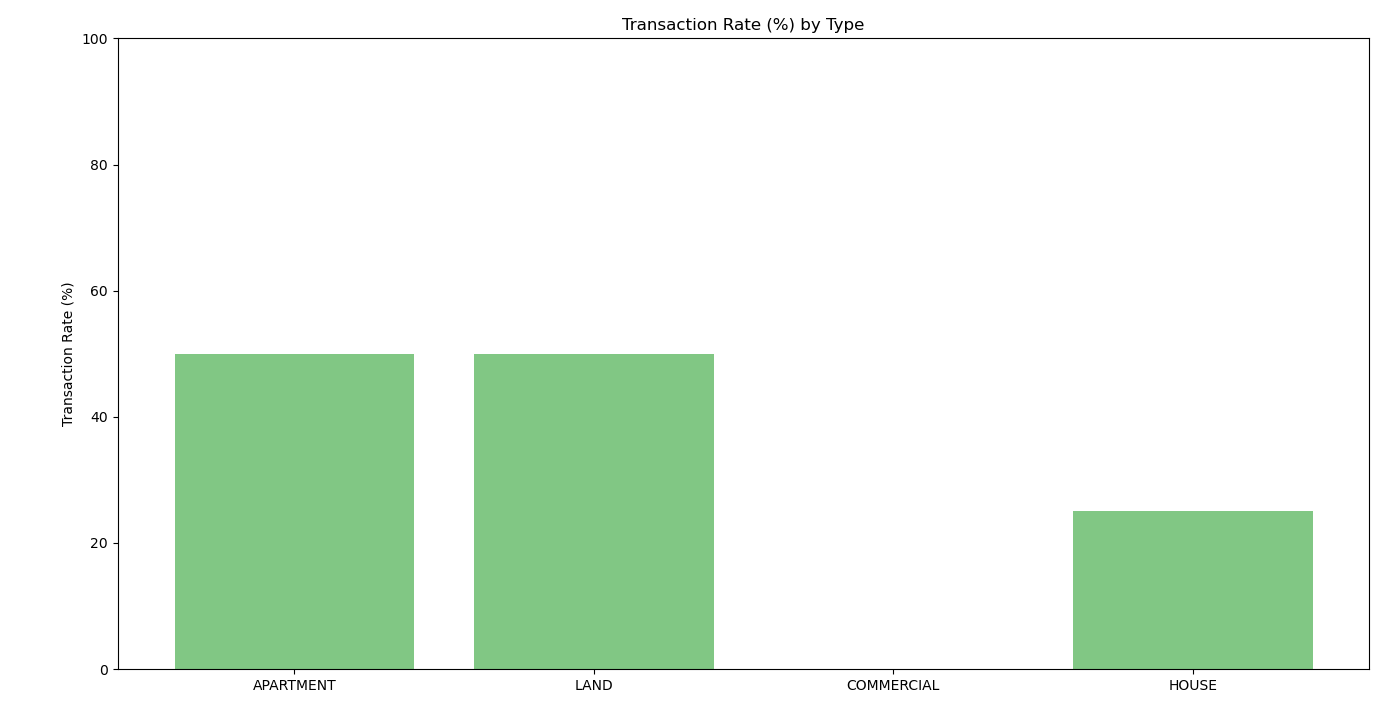 Transaction Rate (%) by Type
100
80
60
40
20
0
Transaction Rate (%)
APARTMENT LAND COMMERCIAL HOUSE